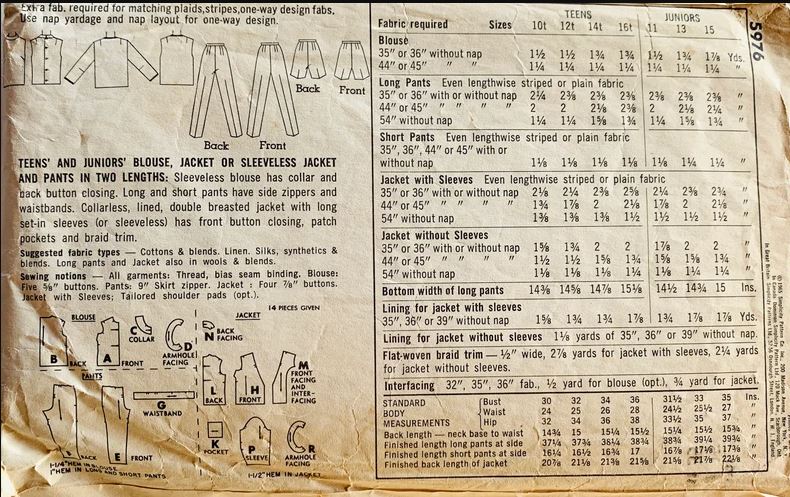 Extra fab. required for matching plaids, stripes, one-way design fabs.
Use nap yardage and nap layout for one-way design.
Back Front
Back Front
TEENS' AND JUNIORS' BLOUSE, JACKET OR SLEEVELESS JACKET
AND PANTS IN TWO LENGTHS: Sleeveless blouse has collar and
back button closing. Long and short pants have side zippers and
waistbands. Collarless, lined, double breasted jacket with long
set-in sleeves (or sleeveless) has front button closing, patch
pockets and braid trim.
Suggested fabric types — Cottons & blends. Linen. Silks, synthetics &
blends. Long pants and Jacket also in wools & blends.
Sewing notions — All garments: Thread, bias seam binding. Blouse:
Five ⅝" buttons. Pants: 9" Skirt zipper. Jacket: Four ⅞" buttons.
Jacket with Sleeves; Tailored shoulder pads (opt.).
14 PIECES GIVEN
BLOUSE
B BACK
A FRONT
C COLLAR
D ARMHOLE FACING
PANTS
F BACK
E FRONT
G WAISTBAND
1-1/4" HEM IN BLOUSE
1" HEM IN LONG AND SHORT PANTS
JACKET
N BACK FACING
L BACK
H FRONT
M FRONT FACING AND INTERFACING
K POCKET
P SLEEVE
R ARMHOLE FACING
1-1/2" HEM IN JACKET
5976
TEENS JUNIORS
Fabric required Sizes 10t 12t 14t 16t 11 13 15
Blouse
35" or 36" without nap 1½ 1½ 1¾ 1¾ 1½ 1¾ 1⅞ Yds.
44" or 45" " " 1¼ 1¼ 1¼ 1¼ 1¼ 1¼ 1¼ "
Long Pants Even lengthwise striped or plain fabric
35" or 36" with or without nap 2¼ 2⅜ 2⅜ 2⅜ 2⅜ 2⅜ 2⅜ "
44" or 45" " " " " 2 2 2⅛ 2⅜ 2 2⅛ 2⅜ "
54" without nap 1¼ 1¼ 1⅝ 1¾ 1¼ 1¼ 1¾ "
Short Pants Even lengthwise striped or plain fabric
35", 36", 44" or 45" with or
without nap 1⅛ 1⅛ 1⅛ 1⅛ 1⅛ 1¼ 1¼ "
Jacket with Sleeves Even lengthwise striped or plain fabric
35" or 36" with or without nap 2⅛ 2¼ 2⅜ 2⅝ 2¼ 2⅜ 2¾ "
44" or 45" " " " " 1¾ 1⅞ 2 2⅛ 1⅞ 2 2⅛ "
54" without nap 1⅜ 1⅜ 1⅜ 1½ 1½ 1½ 1½ "
Jacket without Sleeves
35" or 36" with or without nap 1⅝ 1¾ 2 2 1⅞ 2 2 "
44" or 45" " " " " 1½ 1½ 1⅝ 1¾ 1⅝ 1⅝ 1¾ "
54" without nap 1⅛ 1⅛ 1⅛ 1¼ 1⅛ 1¼ 1¼ "
Bottom width of long pants 14⅜ 14⅝ 14⅞ 15⅛ 14½ 14¾ 15 Ins.
Lining for jacket with sleeves
35", 36" or 39" without nap 1⅝ 1¾ 1¾ 1⅞ 1¾ 1⅞ 1⅞ Yds.
Lining for jacket without sleeves 1⅛ yards of 35", 36" or 39" without nap.
Flat-woven braid trim — ½" wide, 2⅞ yards for jacket with sleeves, 2¼ yards
for jacket without sleeves.
Interfacing 32", 35", 36" fab., ½ yard for blouse (opt.), ¾ yard for jacket.
STANDARD BODY MEASUREMENTS
Bust 30 32 34 36 31½ 33 35 Ins.
Waist 24 25 26 28 24½ 25½ 27 "
Hip 32 34 36 38 33½ 35 37 "
Back length — neck base to waist 14¾ 15 15¼ 15½ 15 15¼ 15½ "
Finished long pants at side 37¼ 37¾ 38¼ 38¾ 38¾ 39¼ 39¾ "
Finished short pants at side 16¼ 16½ 16¾ 17 "
Finished back length of jacket 20⅞ 21⅛ 21⅜ 21⅝ "